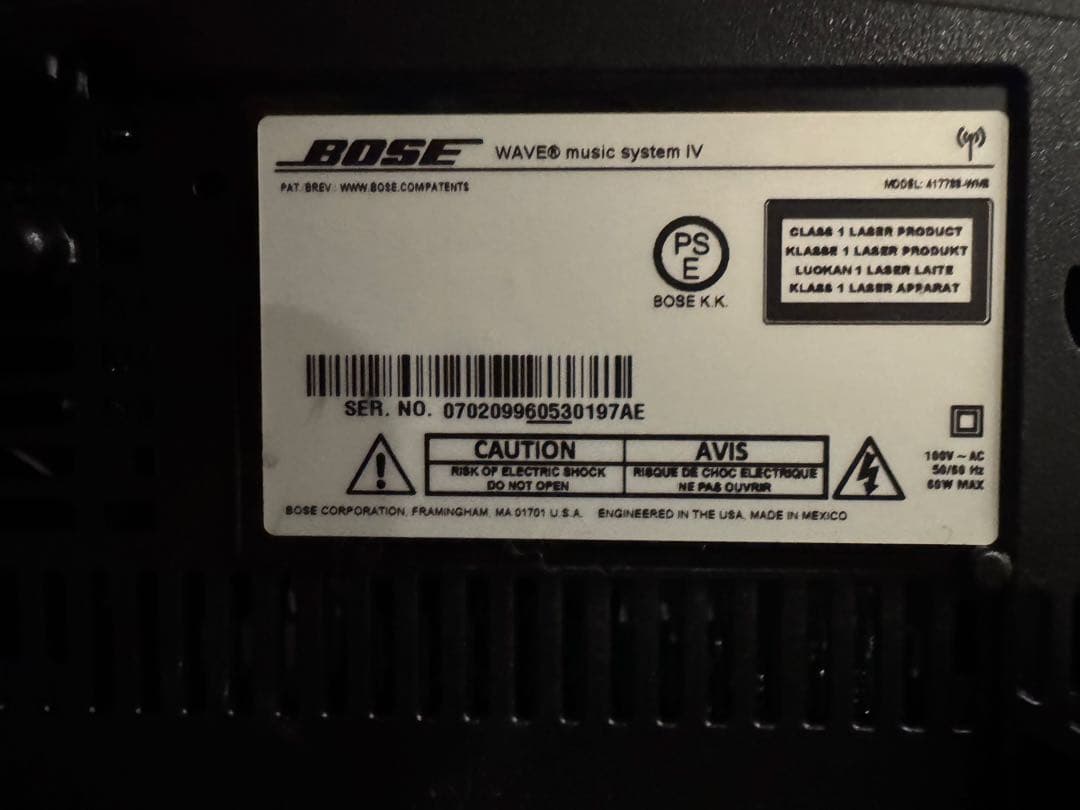 BOSE WAVE® music system IV
PAT. /BREV.: WWW.BOSE.COM/PATENTS
MODEL: 417788-WMS
CLASS 1 LASER PRODUCT
KLASSE 1 LASER PRODUKT
LUOKAN 1 LASER LAITE
KLASS 1 LASER APPARAT
PS
E
BOSE K.K.
SER. NO. 070209960530197AE
CAUTION
RISK OF ELECTRIC SHOCK
DO NOT OPEN
AVIS
RISQUE DE CHOC ELECTRIQUE
NE PAS OUVRIR
100V ~ AC
50/60 Hz
60W MAX
BOSE CORPORATION, FRAMINGHAM, MA 01701 U.S.A. ENGINEERED IN THE USA, MADE IN MEXICO